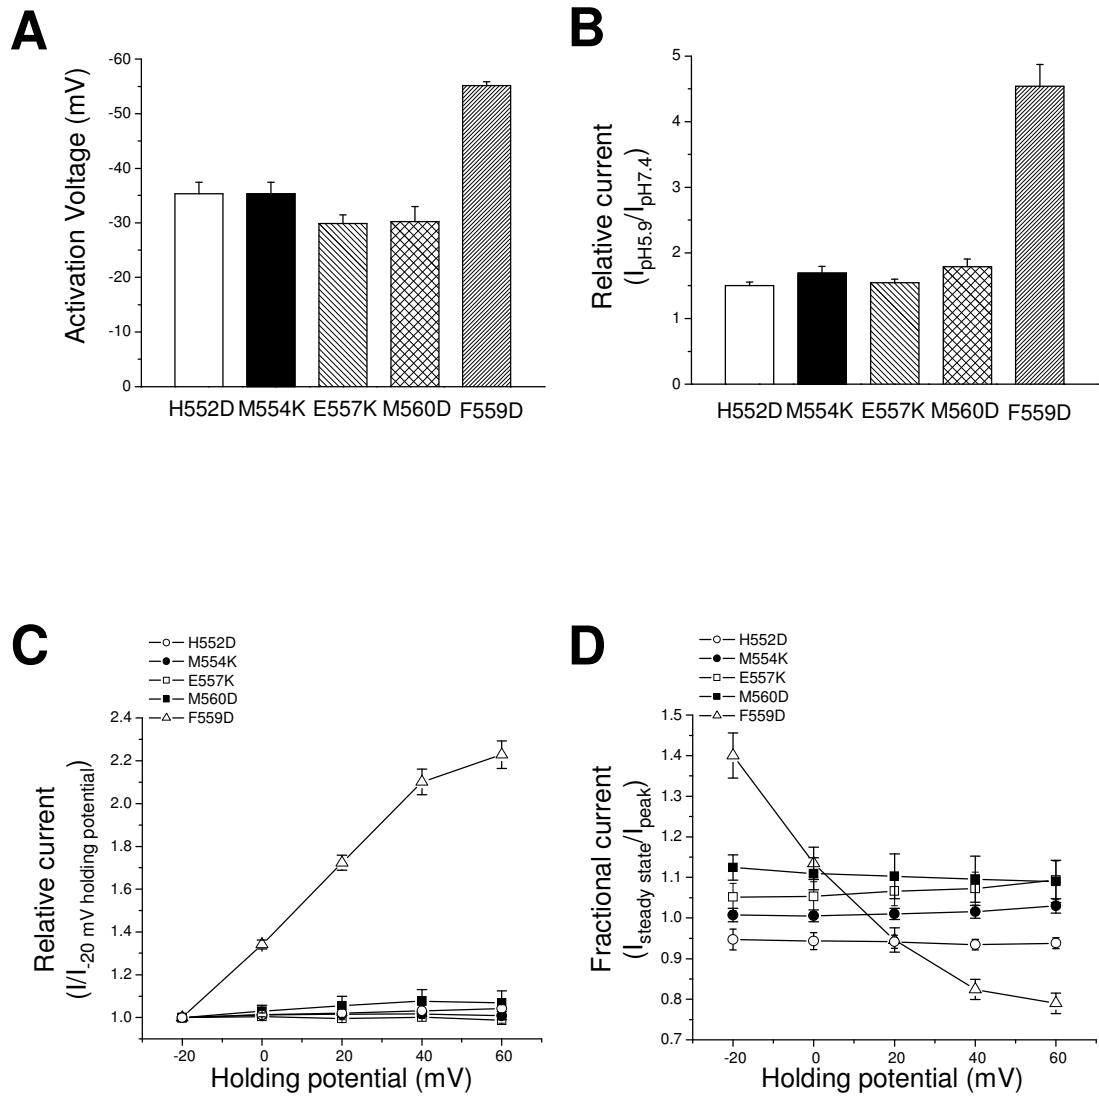 A
Activation Voltage (mV)
-60
-50
-40
-30
-20
-10
0
H552D M554K E557K M560D F559D
B
Relative current
(IpH5.9/IpH7.4)
5
4
3
2
1
0
H552D M554K E557K M560D F559D
C
H552D
M554K
E557K
M560D
F559D
Relative current
(I/I-20 mV holding potential)
2.4
2.2
2.0
1.8
1.6
1.4
1.2
1.0
-20 0 20 40 60
Holding potential (mV)
D
H552D
M554K
E557K
M560D
F559D
Fractional current
(Isteady state/Ipeak)
1.5
1.4
1.3
1.2
1.1
1.0
0.9
0.8
0.7
-20 0 20 40 60
Holding potential (mV)